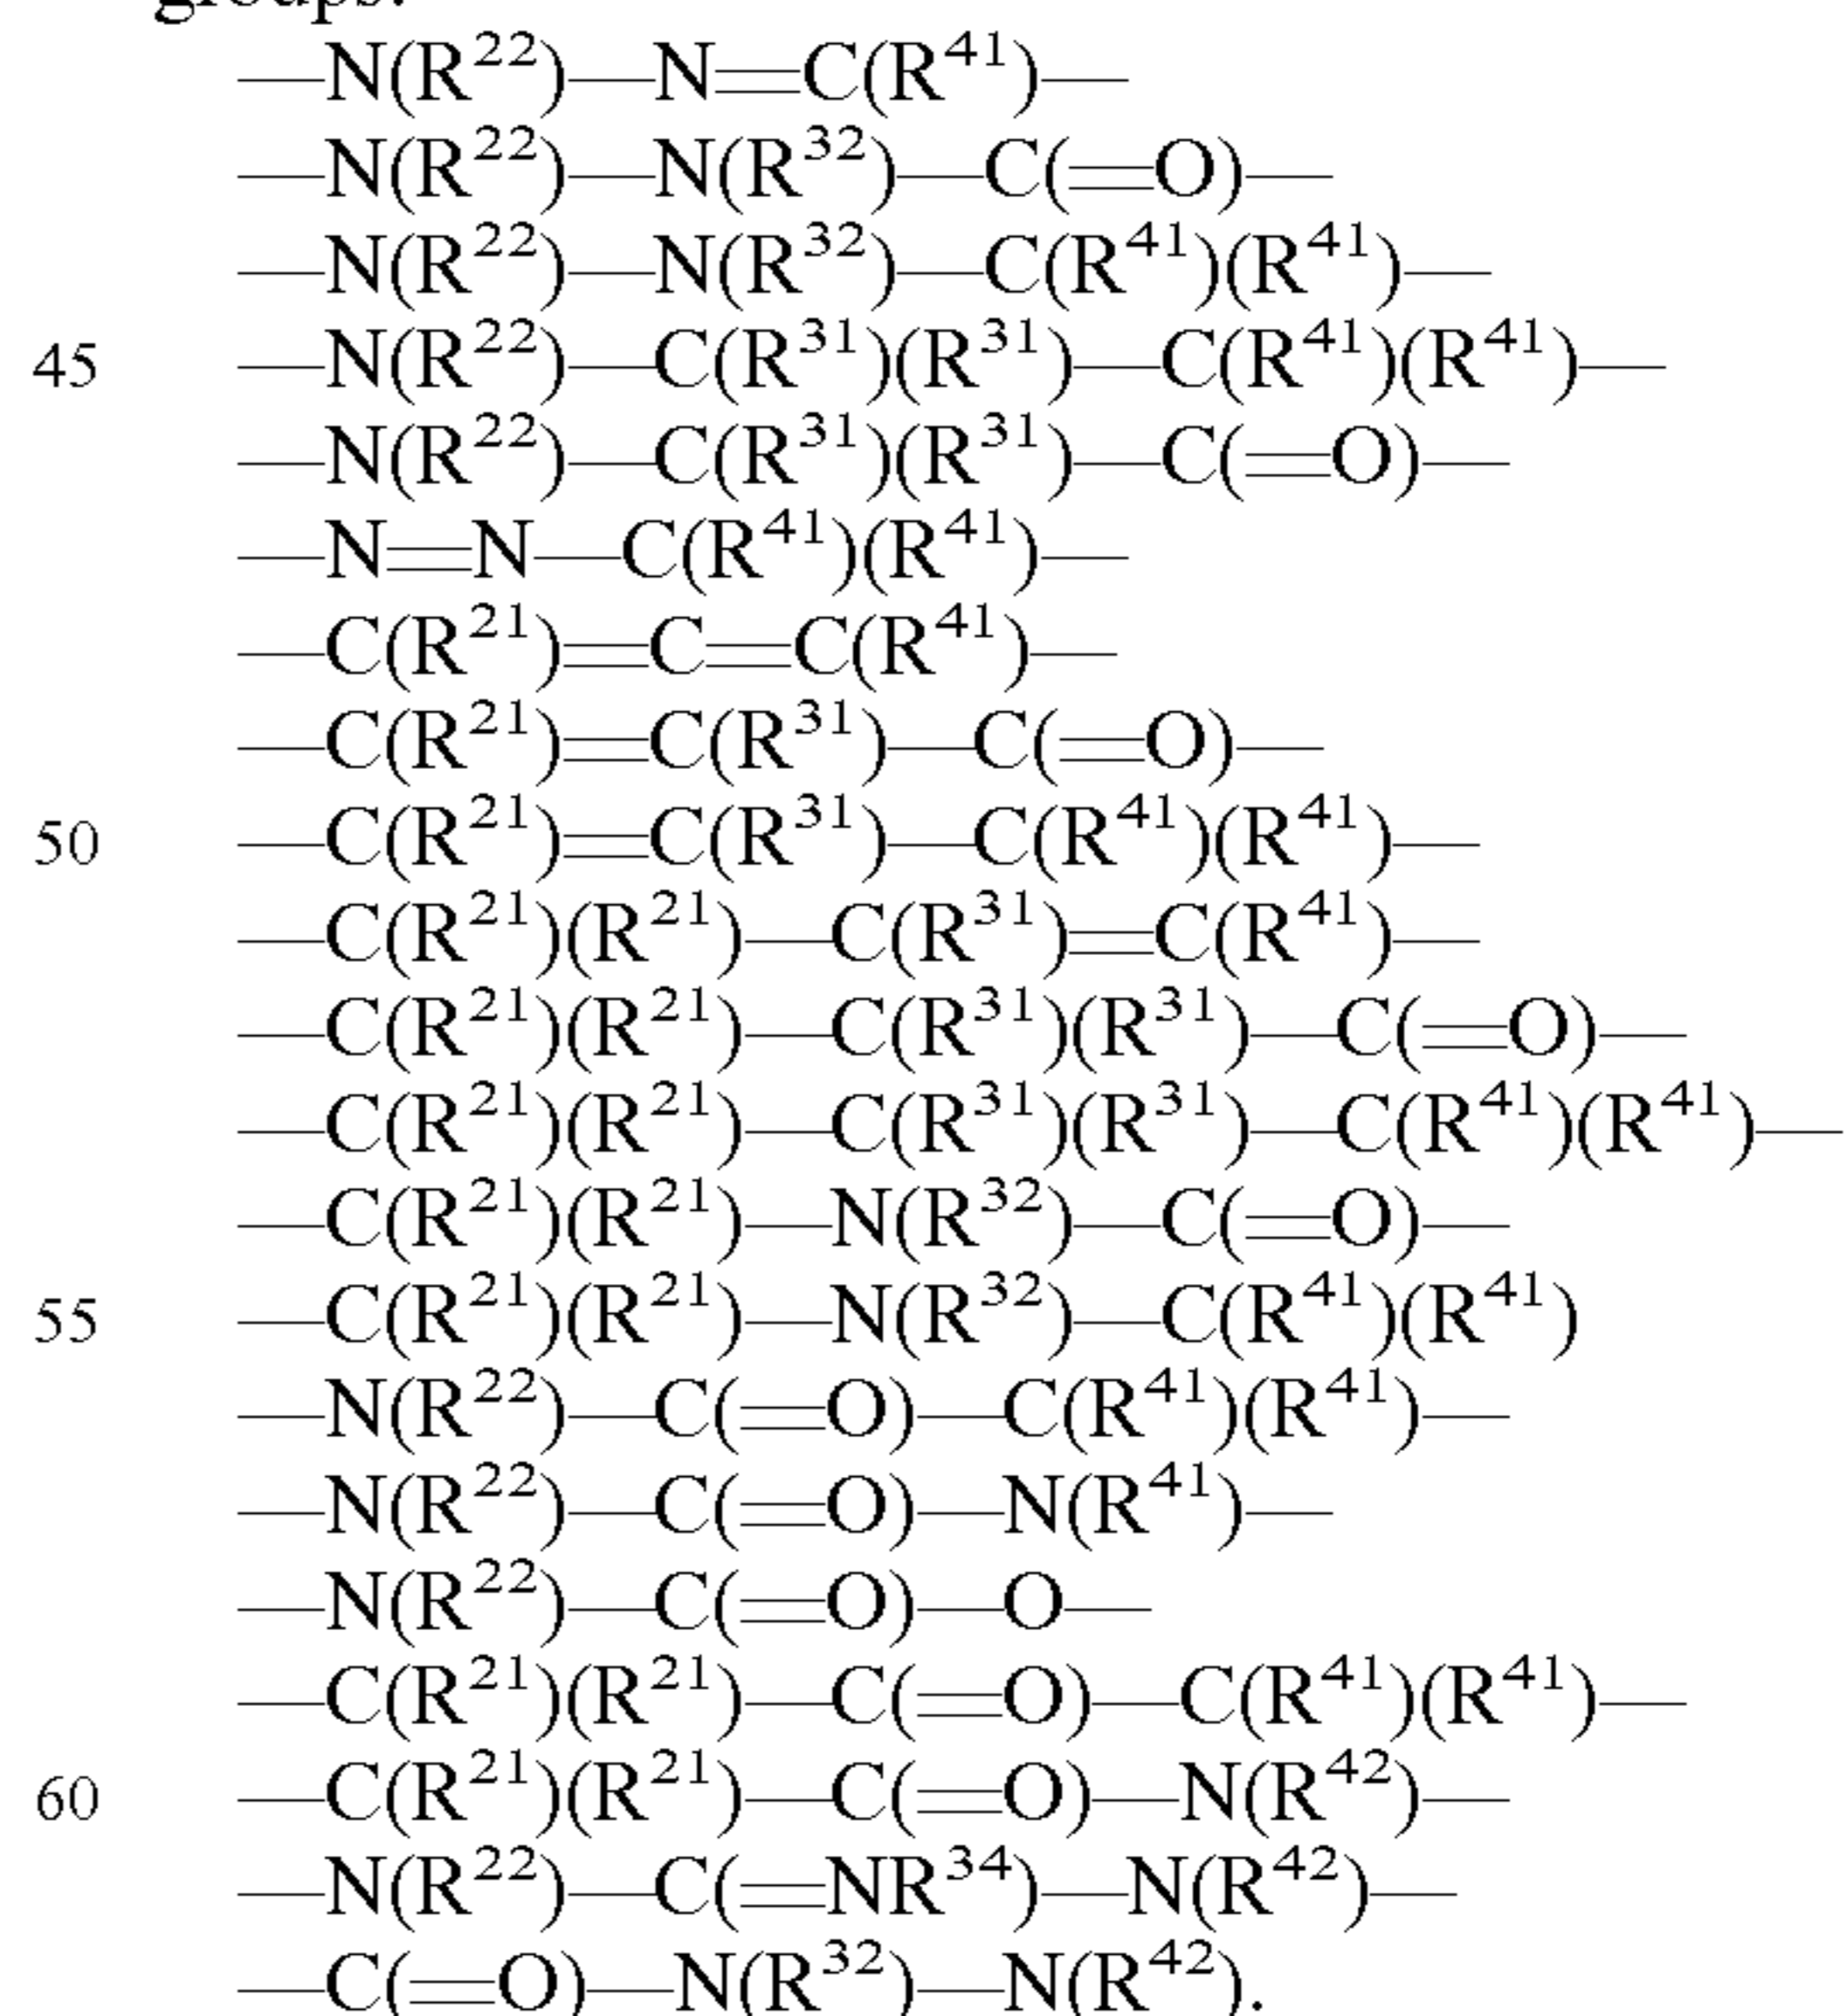 groups:
—N(R²²)—N═C(R⁴¹)—
—N(R²²)—N(R³²)—C(═O)—
—N(R²²)—N(R³²)—C(R⁴¹)(R⁴¹)—
45 —N(R²²)—C(R³¹)(R³¹)—C(R⁴¹)(R⁴¹)—
—N(R²²)—C(R³¹)(R³¹)—C(═O)—
—N═N—C(R⁴¹)(R⁴¹)—
—C(R²¹)═C═C(R⁴¹)—
—C(R²¹)═C(R³¹)—C(═O)—
50 —C(R²¹)═C(R³¹)—C(R⁴¹)(R⁴¹)—
—C(R²¹)(R²¹)—C(R³¹)═C(R⁴¹)—
—C(R²¹)(R²¹)—C(R³¹)(R³¹)—C(═O)—
—C(R²¹)(R²¹)—C(R³¹)(R³¹)—C(R⁴¹)(R⁴¹)—
—C(R²¹)(R²¹)—N(R³²)—C(═O)—
55 —C(R²¹)(R²¹)—N(R³²)—C(R⁴¹)(R⁴¹)
—N(R²²)—C(═O)—C(R⁴¹)(R⁴¹)—
—N(R²²)—C(═O)—N(R⁴¹)—
—N(R²²)—C(═O)—O—
—C(R²¹)(R²¹)—C(═O)—C(R⁴¹)(R⁴¹)—
60 —C(R²¹)(R²¹)—C(═O)—N(R⁴²)—
—N(R²²)—C(═NR³⁴)—N(R⁴²)—
—C(═O)—N(R³²)—N(R⁴²).